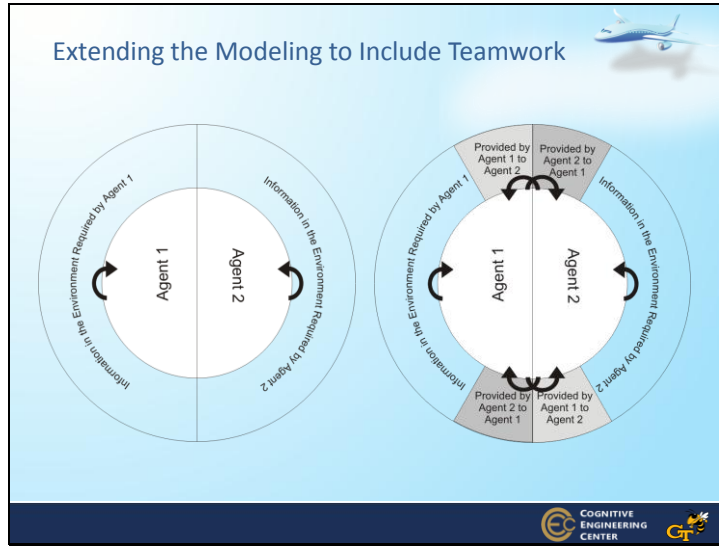 Extending the Modeling to Include Teamwork
Information in the Environment Required by Agent 1
Agent 1
Agent 2
Information in the Environment Required by Agent 2
Provided by
Agent 1 to
Agent 2
Provided by
Agent 2 to
Agent 1
Information in the Environment Required by Agent 1
Agent 1
Agent 2
Information in the Environment Required by Agent 2
Provided by
Agent 2 to
Agent 1
Provided by
Agent 1 to
Agent 2
EC
COGNITIVE
ENGINEERING
CENTER
GT